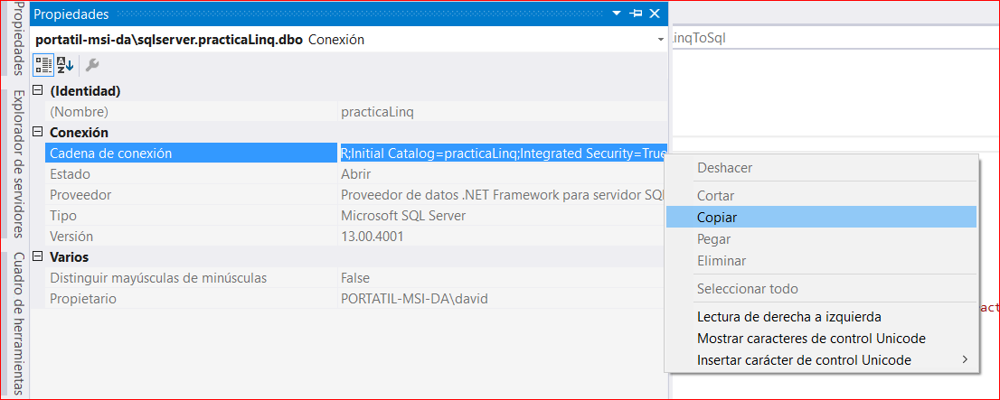 Propiedades
Explorador de servidores
Cuadro de herramientas
Propiedades
portatil-msi-da\sqlserver.practicaLinq.dbo Conexión
(Identidad)
(Nombre) practicaLinq
Conexión
Cadena de conexión R;Initial Catalog=practicaLinq;Integrated Security=True
Estado Abrir
Proveedor Proveedor de datos .NET Framework para servidor SQL
Tipo Microsoft SQL Server
Versión 13.00.4001
Varios
Distinguir mayúsculas de minúsculas False
Propietario PORTATIL-MSI-DA\david
inqToSql
Deshacer
Cortar
Copiar
Pegar
Eliminar
Seleccionar todo
Lectura de derecha a izquierda
Mostrar caracteres de control Unicode
Insertar carácter de control Unicode
act